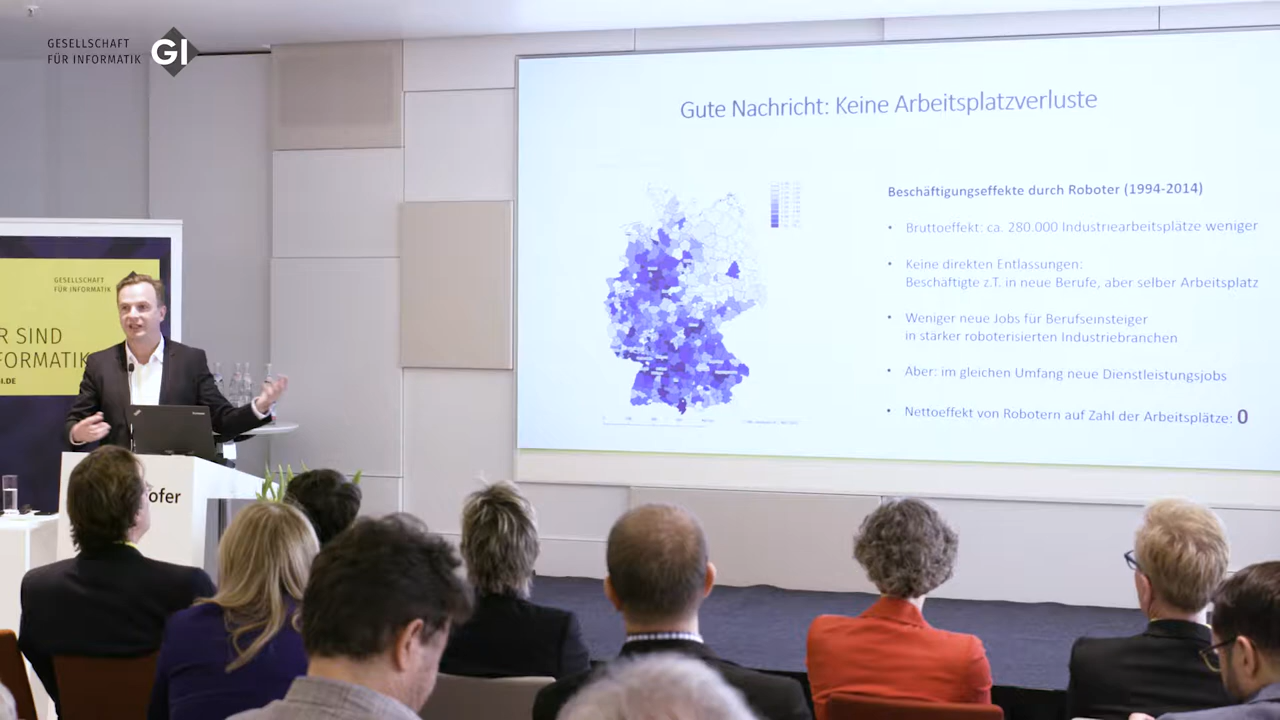 GESELLSCHAFT
FÜR INFORMATIK
GI
Gute Nachricht: Keine Arbeitsplatzverluste
Beschäftigungseffekte durch Roboter (1994-2014)
• Bruttoeffekt: ca. 280.000 Industriearbeitsplätze weniger
• Keine direkten Entlassungen:
Beschäftigte z.T. in neue Berufe, aber selber Arbeitsplatz
• Weniger neue Jobs für Berufseinsteiger
in stärker roboterisierten Industriebranchen
• Aber: im gleichen Umfang neue Dienstleistungsjobs
• Nettoeffekt von Robotern auf Zahl der Arbeitsplätze: 0
GESELLSCHAFT
FÜR INFORMATIK
R SIND
FORMATIK
GI.DE
ofer